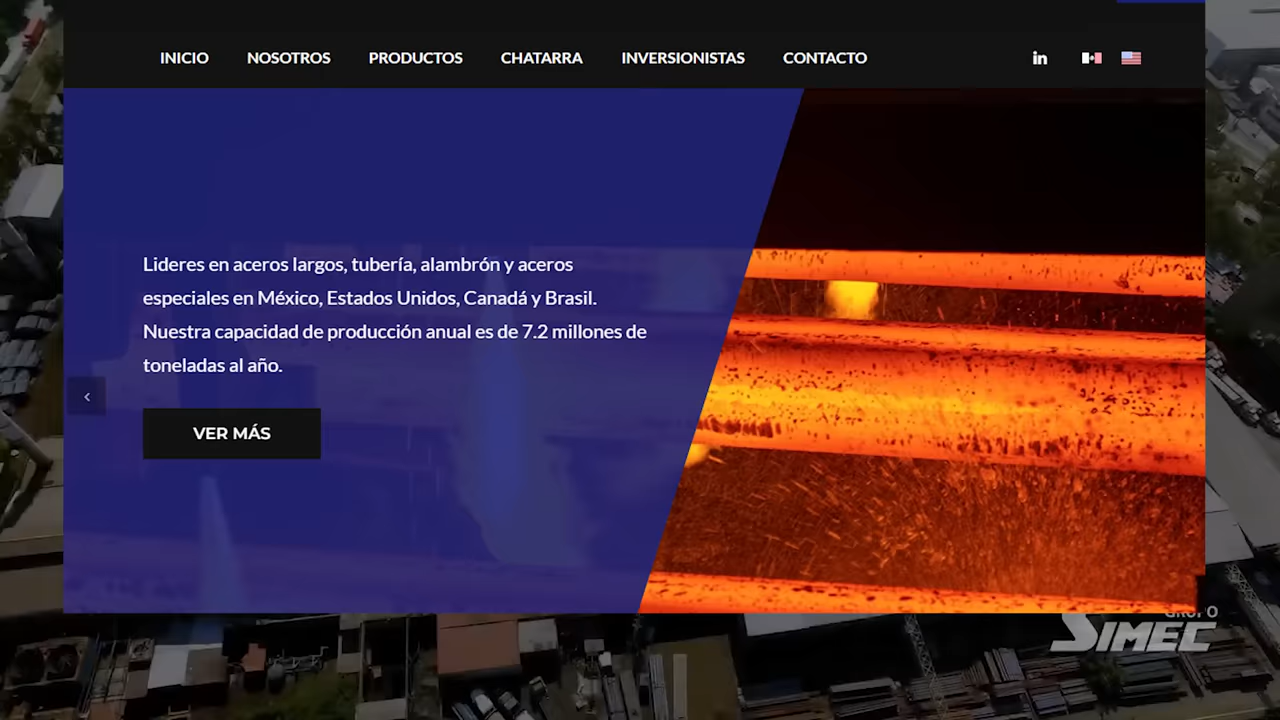 INICIO NOSOTROS PRODUCTOS CHATARRA INVERSIONISTAS CONTACTO in
Lideres en aceros largos, tubería, alambrón y aceros
especiales en México, Estados Unidos, Canadá y Brasil.
Nuestra capacidad de producción anual es de 7.2 millones de
toneladas al año.
VER MÁS
GRUPO
SIMEC